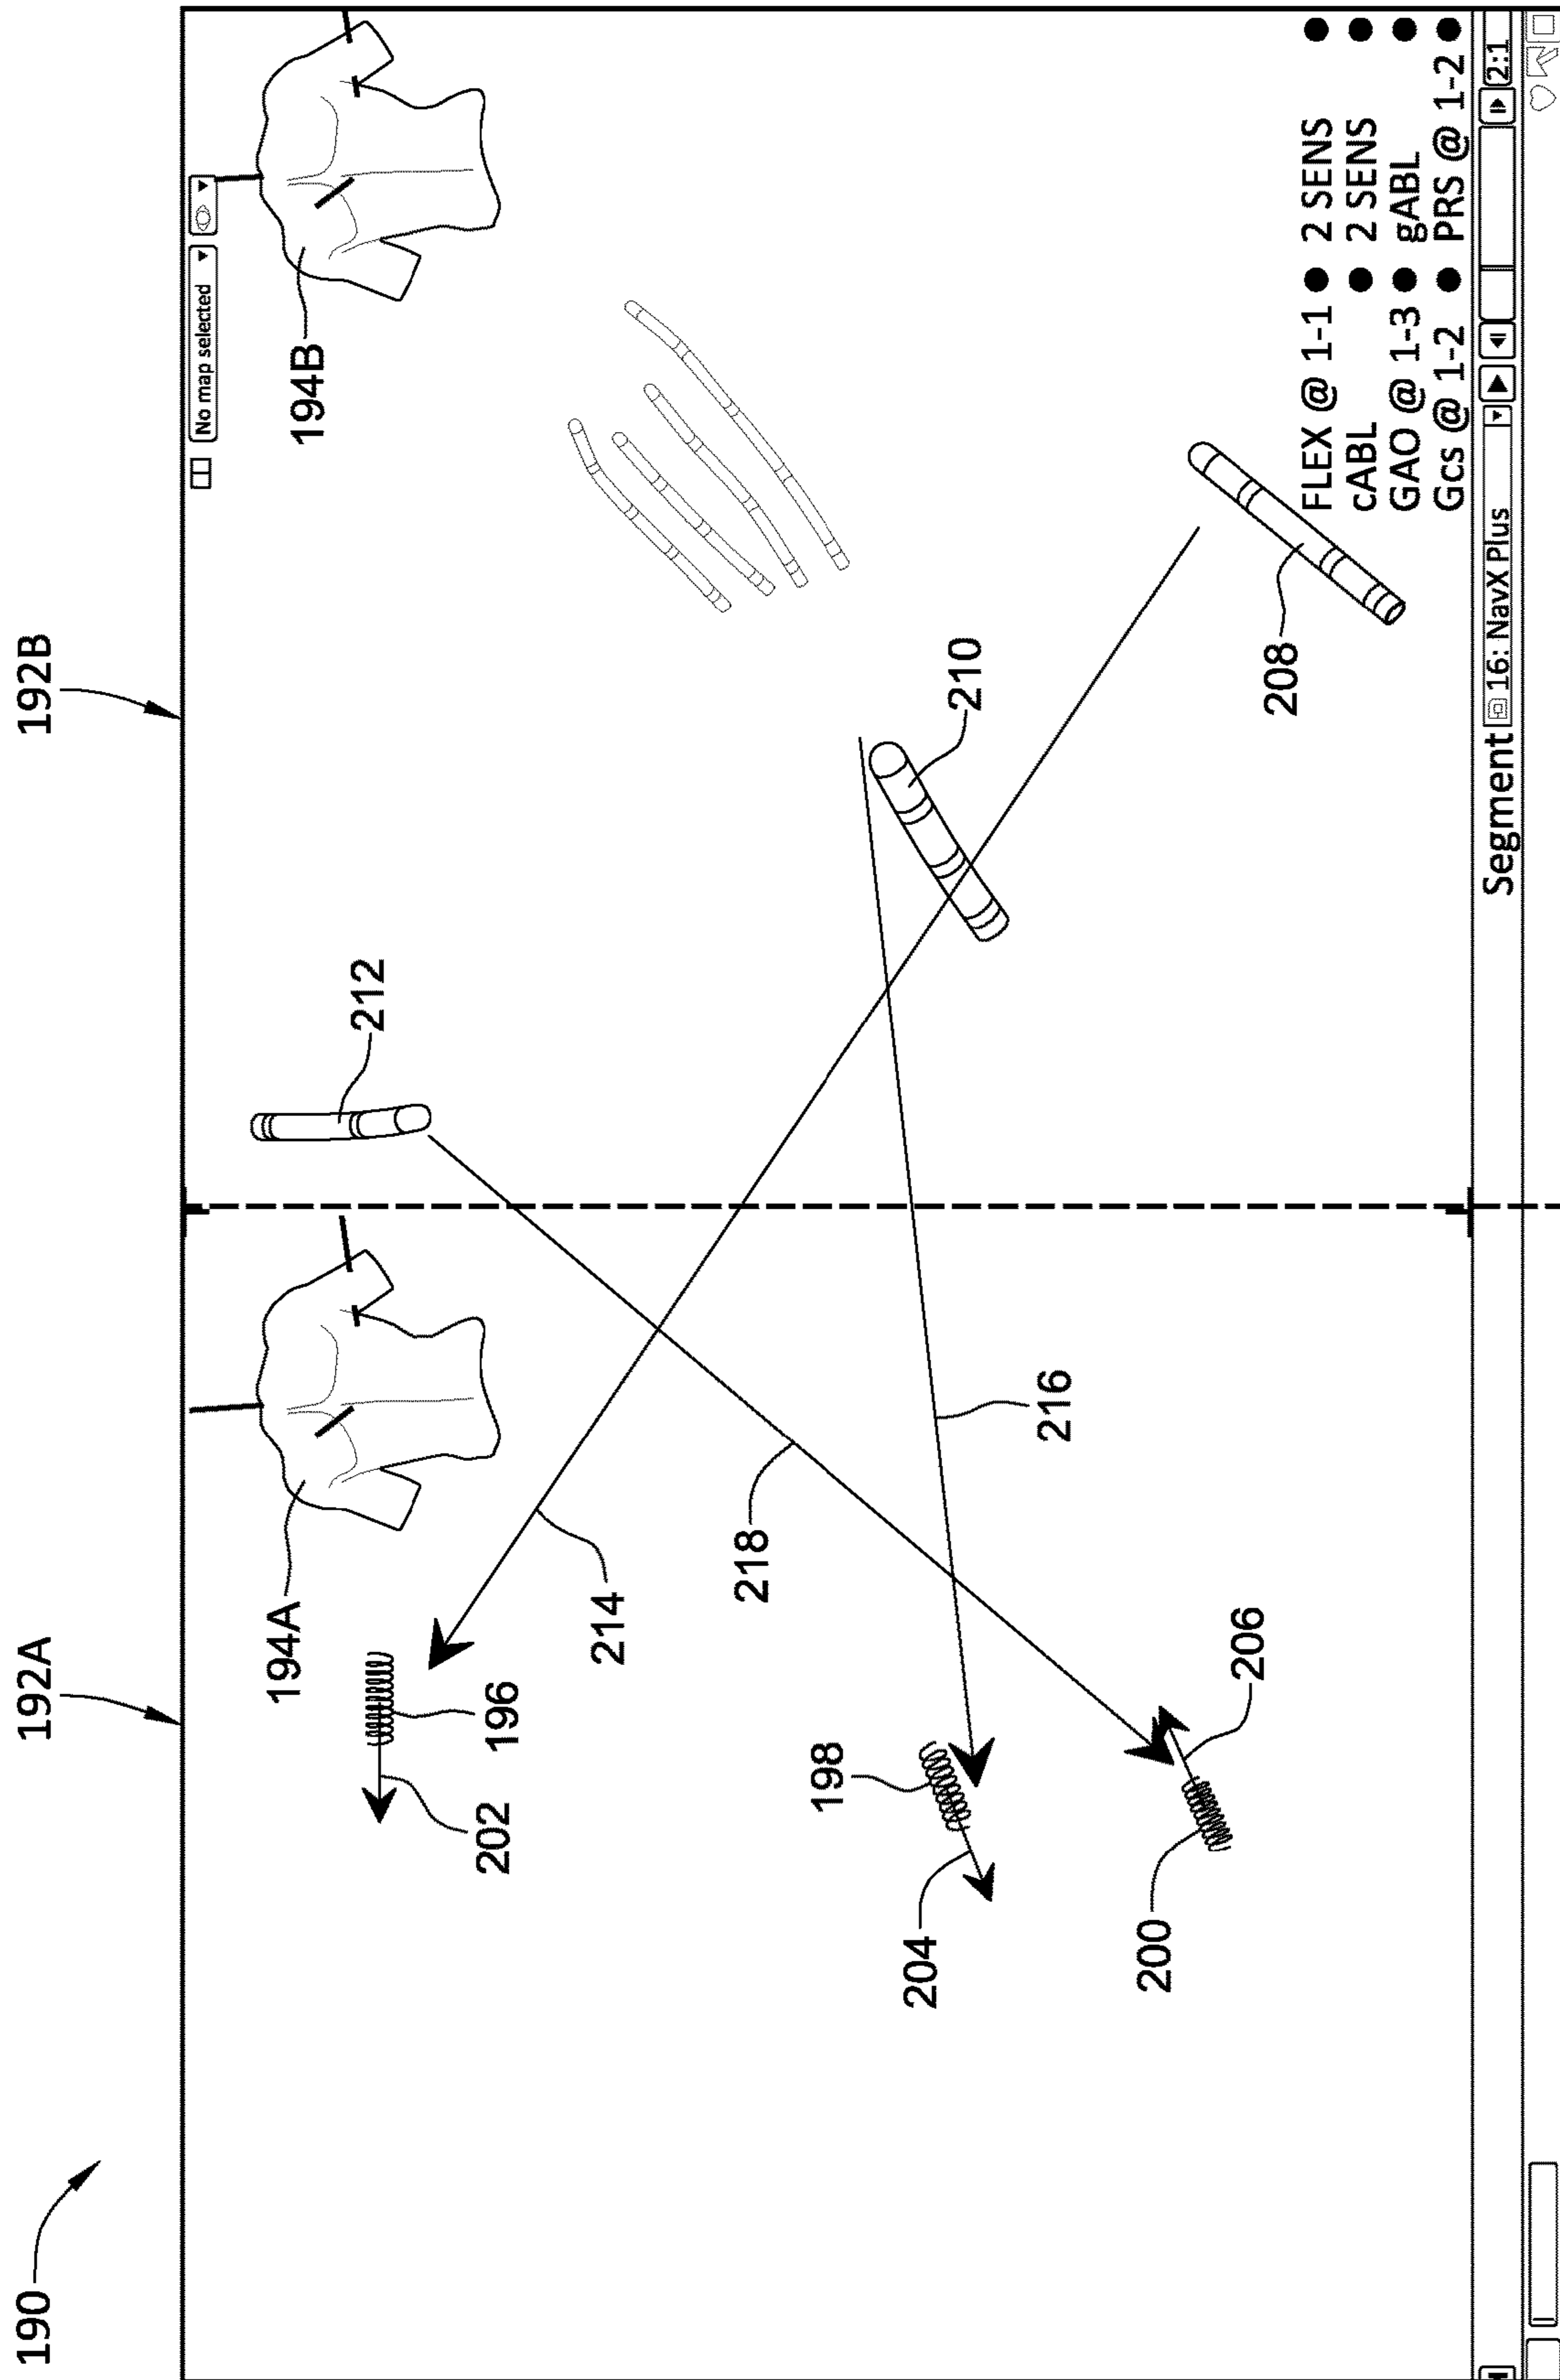 190
192A
192B
No map selected
194A
194B
212
202
196
214
218
198
210
204
216
200
206
208
FLEX @ 1-1 ● 2 SENS ●
cABL ● 2 SENS ●
GAO @ 1-3 ● gABL ●
Gcs @ 1-2 ● PRS @ 1-2 ●
Segment 16: NavX Plus 2:1